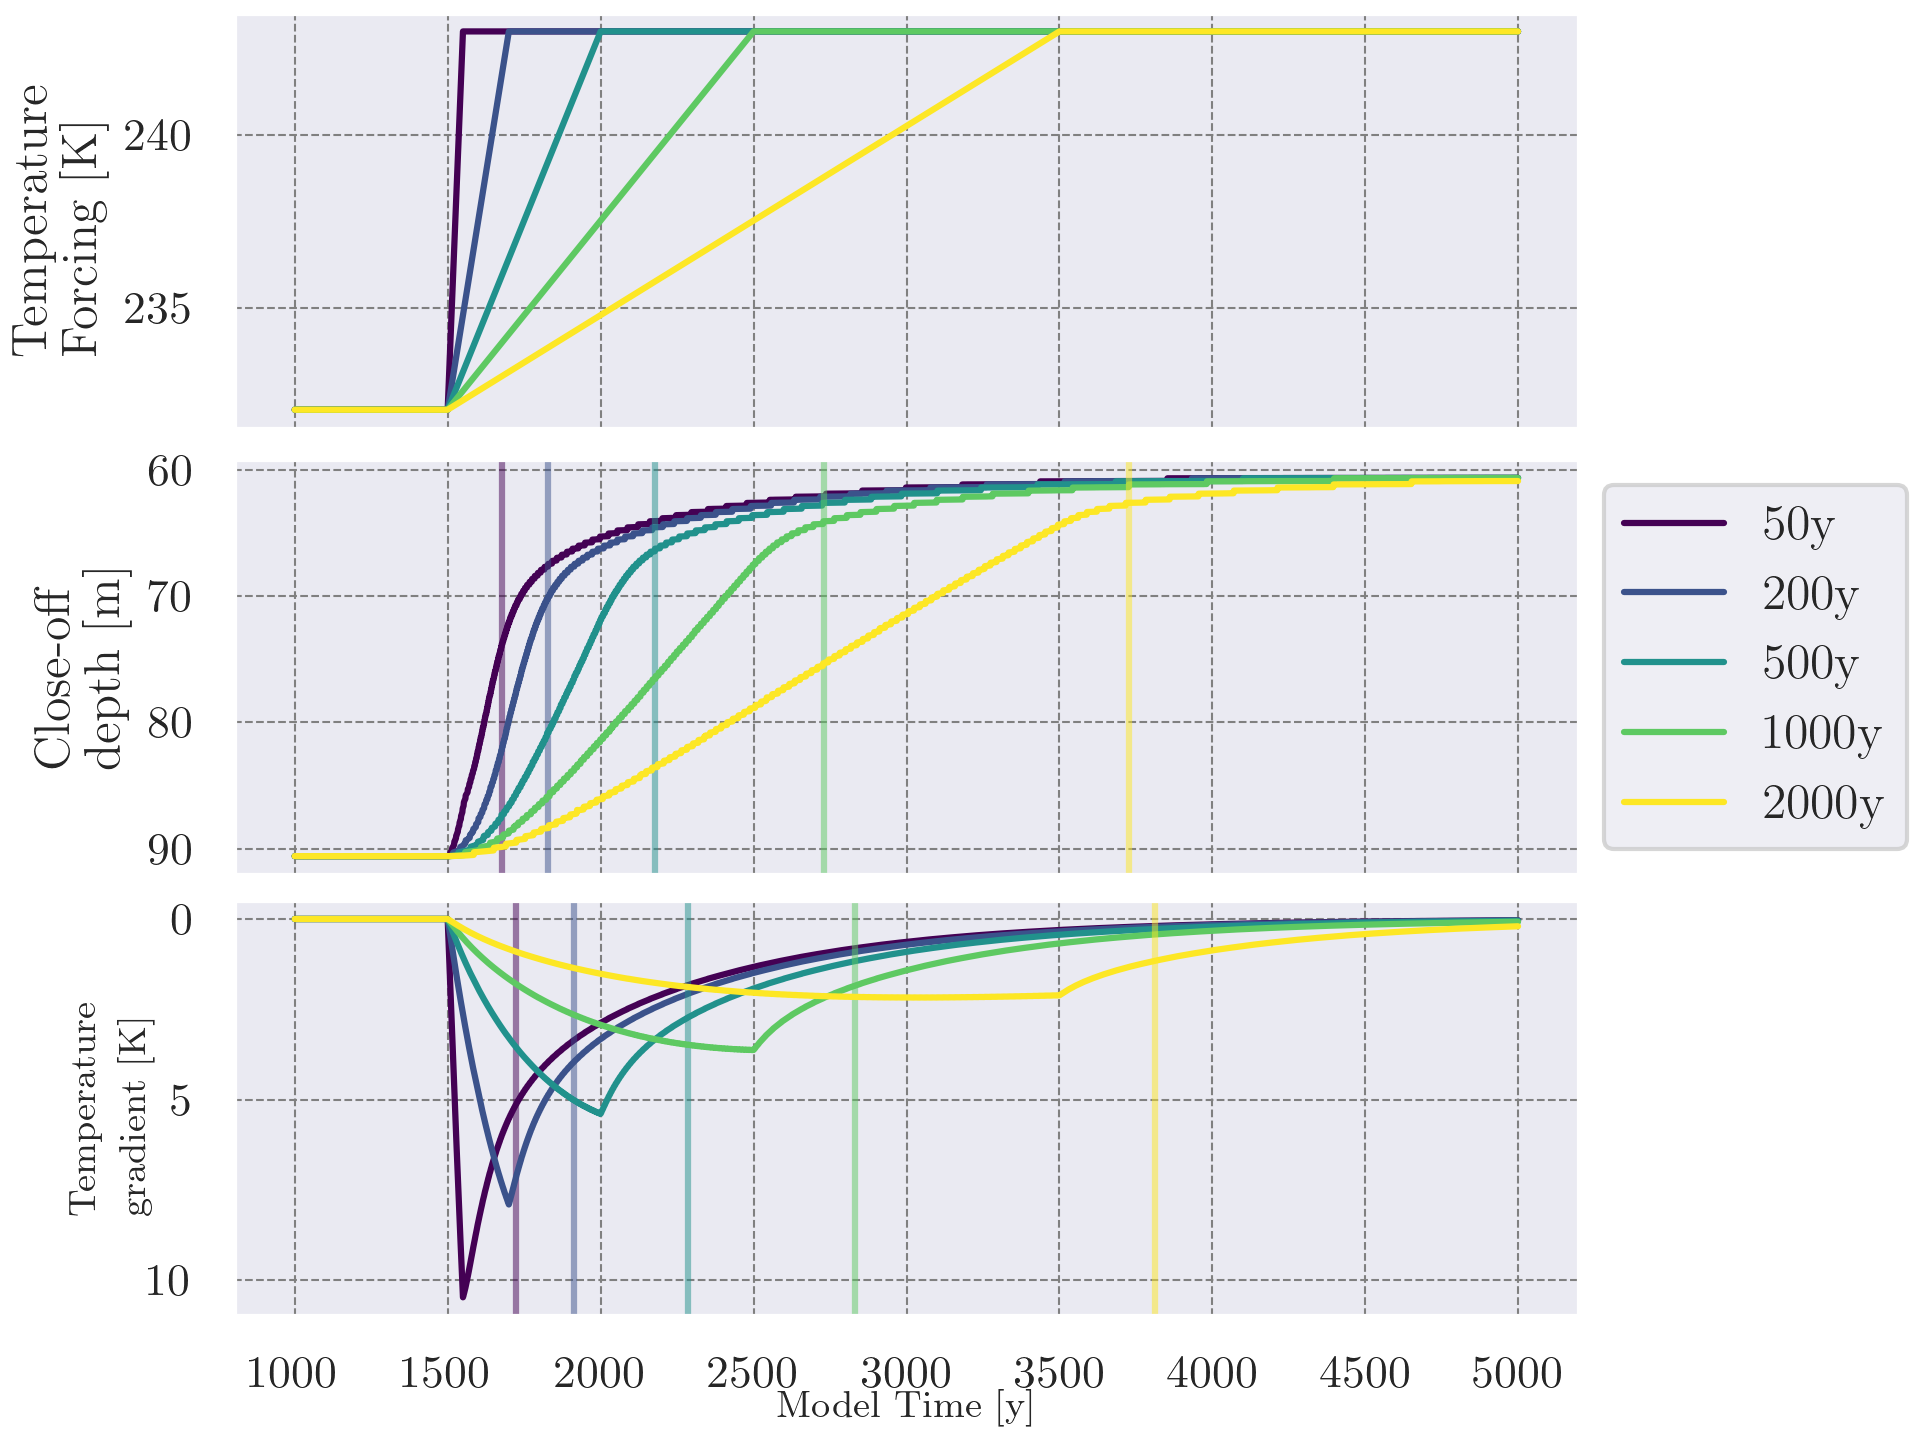 Temperature
Forcing [K]
240
235
Close-off
depth [m]
60
70
80
90
50y
200y
500y
1000y
2000y
Temperature
gradient [K]
0
5
10
1000 1500 2000 2500 3000 3500 4000 4500 5000
Model Time [y]